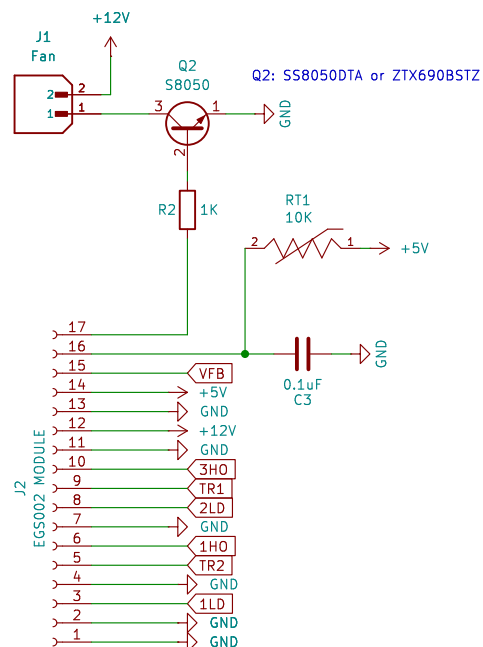 +12V
J1
Fan
Q2
S8050
Q2: SS8050DTA or ZTX690BSTZ
2 2
1 1
3 1
GND
2
R2 1K
RT1
10K
2 1
+5V
17
16
GND
0.1uF
C3
15 VFB
14 +5V
13 GND
12 +12V
11 GND
10 3HO
9 TR1
8 2LD
7 GND
6 1HO
5 TR2
4 GND
3 1LD
2 GND
1 GND
J2
EGS002 MODULE